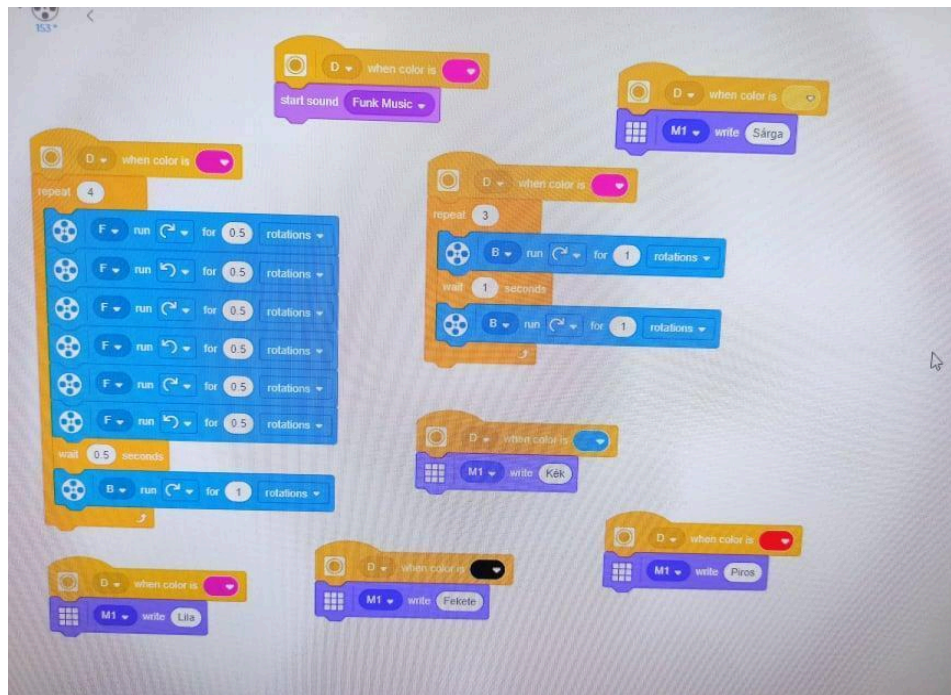 153°
D when color is
start sound Funk Music
D when color is
M1 write Sárga
D when color is
repeat 4
F run for 0.5 rotations
F run for 0.5 rotations
F run for 0.5 rotations
F run for 0.5 rotations
F run for 0.5 rotations
F run for 0.5 rotations
wait 0.5 seconds
B run for 1 rotations
D when color is
repeat 3
B run for 1 rotations
wait 1 seconds
B run for 1 rotations
D when color is
M1 write Kék
D when color is
M1 write Lila
D when color is
M1 write Fekete
D when color is
M1 write Piros